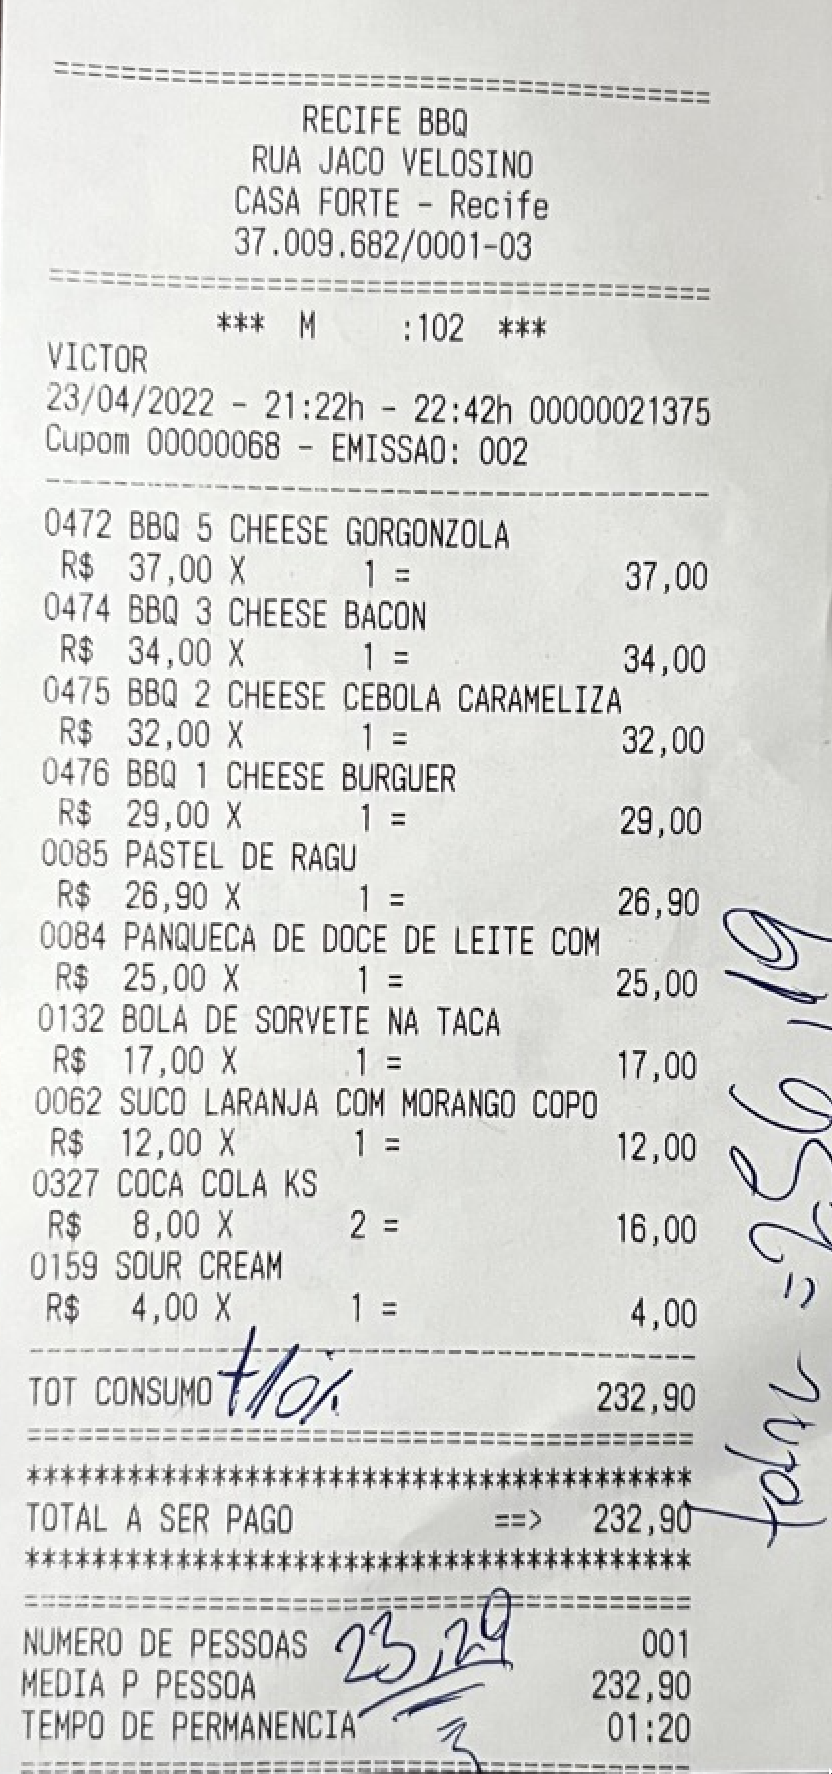 ========================================
RECIFE BBQ
RUA JACO VELOSINO
CASA FORTE - Recife
37.009.682/0001-03
========================================
*** M :102 ***
VICTOR
23/04/2022 - 21:22h - 22:42h 00000021375
Cupom 00000068 - EMISSAO: 002
----------------------------------------
0472 BBQ 5 CHEESE GORGONZOLA
R$ 37,00 X 1 = 37,00
0474 BBQ 3 CHEESE BACON
R$ 34,00 X 1 = 34,00
0475 BBQ 2 CHEESE CEBOLA CARAMELIZA
R$ 32,00 X 1 = 32,00
0476 BBQ 1 CHEESE BURGUER
R$ 29,00 X 1 = 29,00
0085 PASTEL DE RAGU
R$ 26,90 X 1 = 26,90
0084 PANQUECA DE DOCE DE LEITE COM
R$ 25,00 X 1 = 25,00
0132 BOLA DE SORVETE NA TACA
R$ 17,00 X 1 = 17,00
0062 SUCO LARANJA COM MORANGO COPO
R$ 12,00 X 1 = 12,00
0327 COCA COLA KS
R$ 8,00 X 2 = 16,00
0159 SOUR CREAM
R$ 4,00 X 1 = 4,00
----------------------------------------
TOT CONSUMO +10% 232,90
========================================
****************************************
TOTAL A SER PAGO ==> 232,90
****************************************
========================================
NUMERO DE PESSOAS 23,29 001
MEDIA P PESSOA 232,90
TEMPO DE PERMANENCIA 01:20
========================================
total = 256,19